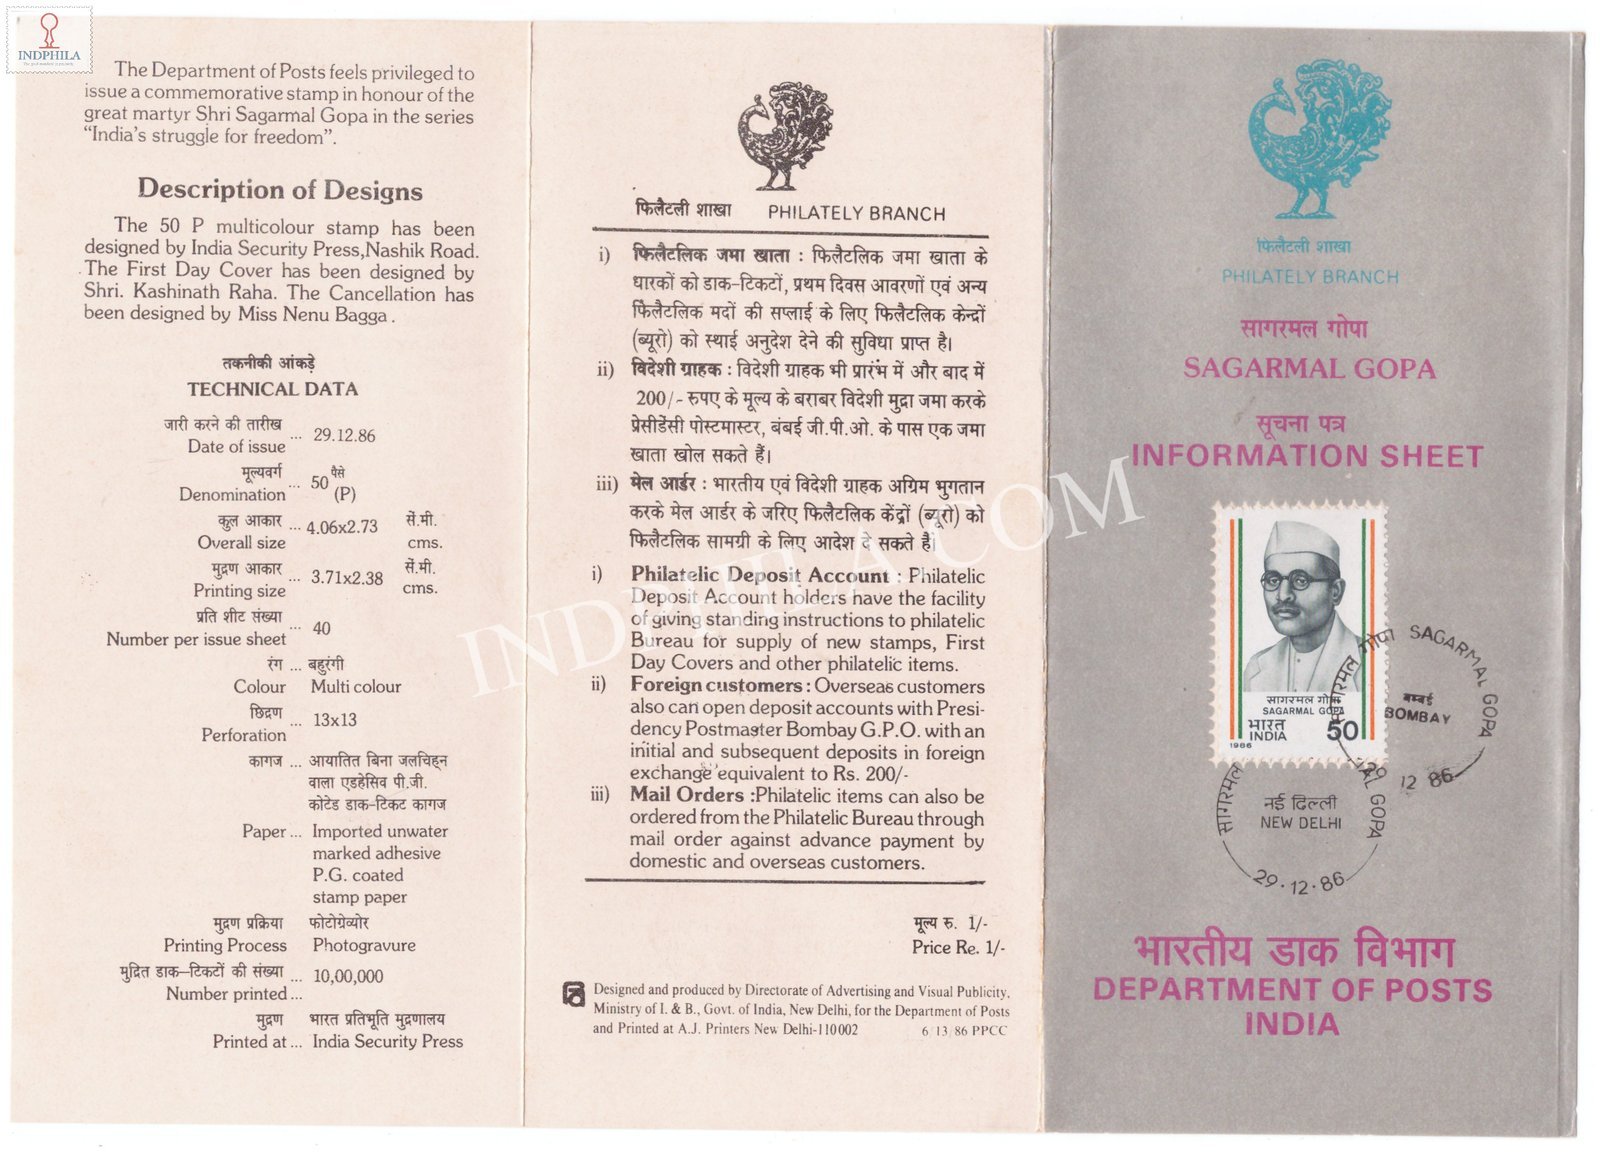 INDPHILA
The Department of Posts feels privileged to
issue a commemorative stamp in honour of the
great martyr Shri Sagarmal Gopa in the series
“India's struggle for freedom”.
Description of Designs
The 50 P multicolour stamp has been
designed by India Security Press,Nashik Road.
The First Day Cover has been designed by
Shri. Kashinath Raha. The Cancellation has
been designed by Miss Nenu Bagga.
तकनीकी आंकड़े
TECHNICAL DATA
जारी करने की तारीख
Date of issue ... 29.12.86
मूल्यवर्ग ... 50 पैसे
Denomination (P)
कुल आकार ... 4.06x2.73 सें.मी.
Overall size cms.
मुद्रण आकार ... 3.71x2.38 सें.मी.
Printing size cms.
प्रति शीट संख्या ... 40
Number per issue sheet
रंग ... बहुरंगी
Colour Multi colour
छिद्रण ... 13x13
Perforation
कागज ... आयातित बिना जलचिह्न
वाला एडहेसिव पी.जी.
कोटेड डाक-टिकट कागज
Paper ... Imported unwater
marked adhesive
P.G. coated
stamp paper
मुद्रण प्रक्रिया फोटोग्रेव्योर
Printing Process Photogravure
मुद्रित डाक-टिकटों की संख्या ... 10,00,000
Number printed ...
मुद्रण भारत प्रतिभूति मुद्रणालय
Printed at ... India Security Press
फिलैटली शाखा PHILATELY BRANCH
i) फिलैटलिक जमा खाता : फिलैटलिक जमा खाता के
धारकों को डाक-टिकटों, प्रथम दिवस आवरणों एवं अन्य
फिलैटलिक मदों की सप्लाई के लिए फिलैटलिक केन्द्रों
(ब्यूरो) को स्थाई अनुदेश देने की सुविधा प्राप्त है।
ii) विदेशी ग्राहक : विदेशी ग्राहक भी प्रारंभ में और बाद में
200/- रुपए के मूल्य के बराबर विदेशी मुद्रा जमा करके
प्रेसीडेंसी पोस्टमास्टर, बंबई जी.पी.ओ. के पास एक जमा
खाता खोल सकते हैं।
iii) मेल आर्डर : भारतीय एवं विदेशी ग्राहक अग्रिम भुगतान
करके मेल आर्डर के जरिए फिलैटलिक केंद्रों (ब्यूरो) को
फिलैटलिक सामग्री के लिए आदेश दे सकते है।
i) Philatelic Deposit Account : Philatelic
Deposit Account holders have the facility
of giving standing instructions to philatelic
Bureau for supply of new stamps, First
Day Covers and other philatelic items.
ii) Foreign customers : Overseas customers
also can open deposit accounts with Presi-
dency Postmaster Bombay G.P.O. with an
initial and subsequent deposits in foreign
exchange equivalent to Rs. 200/-
iii) Mail Orders :Philatelic items can also be
ordered from the Philatelic Bureau through
mail order against advance payment by
domestic and overseas customers.
मूल्य रु. 1/-
Price Re. 1/-
Designed and produced by Directorate of Advertising and Visual Publicity,
Ministry of I. & B., Govt. of India, New Delhi, for the Department of Posts
and Printed at A.J. Printers New Delhi-110 002 6/13/86 PPCC
फिलैटली शाखा
PHILATELY BRANCH
सागरमल गोपा
SAGARMAL GOPA
सूचना पत्र
INFORMATION SHEET
सागरमल गोपा
SAGARMAL GOPA
भारत
INDIA 50
1986
सागरमल गोपा SAGARMAL GOPA
बम्बई
BOMBAY
29 12 86
सागरमल
AL GOPA
नई दिल्ली
NEW DELHI
29.12.86
भारतीय डाक विभाग
DEPARTMENT OF POSTS
INDIA
INDPHILA.COM